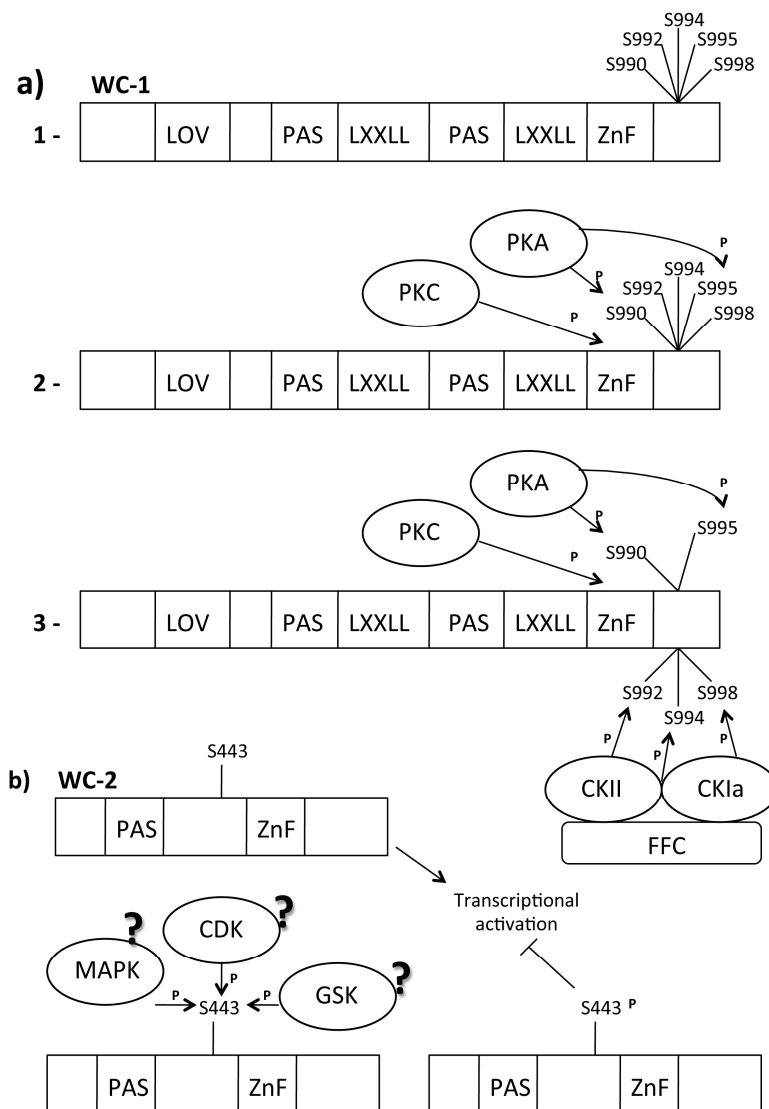 a)
WC-1
S994
S992 S995
S990 S998
1 - LOV PAS LXXLL PAS LXXLL ZnF
PKA P
PKC P P
S994
S992 S995
S990 S998
2 - LOV PAS LXXLL PAS LXXLL ZnF
PKA P
PKC P P
S990 S995
3 - LOV PAS LXXLL PAS LXXLL ZnF
S992 S998
S994
P P P
CKII CKIa
FFC
b) WC-2
S443
PAS ZnF
Transcriptional
activation
MAPK ? CDK ? GSK ?
P P P
S443
PAS ZnF
S443 P
PAS ZnF